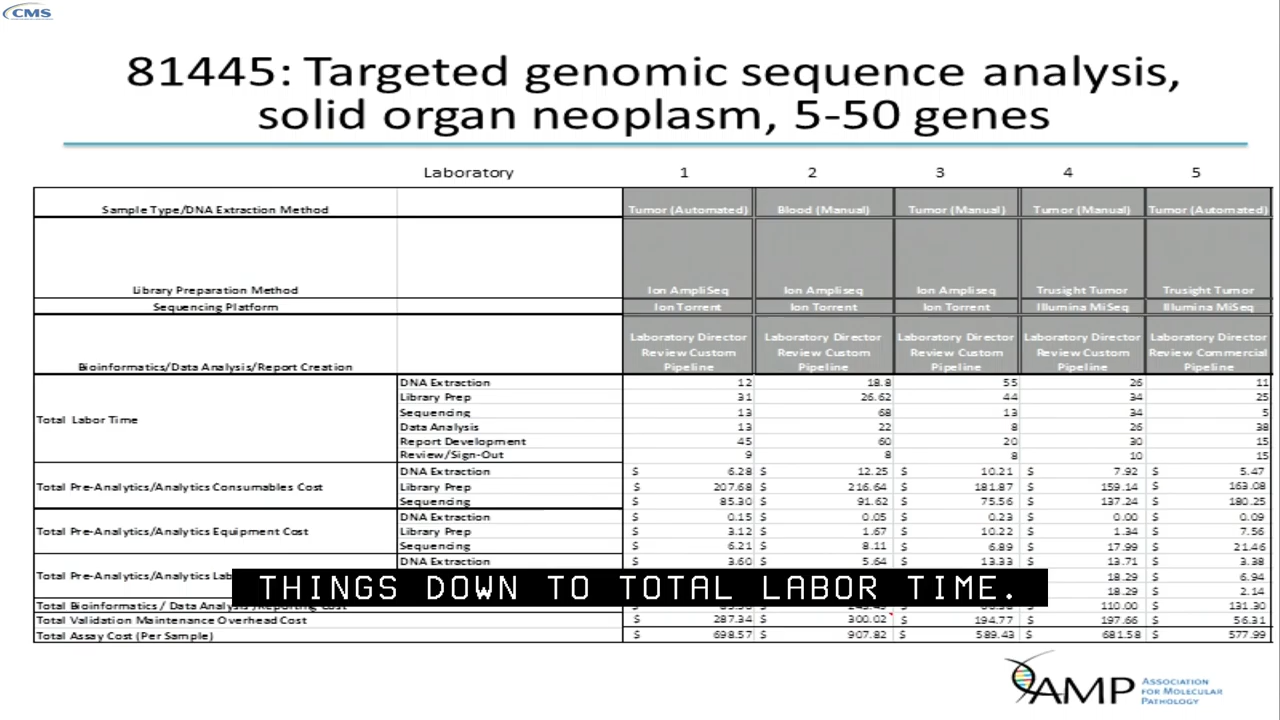 CMS
81445: Targeted genomic sequence analysis,
solid organ neoplasm, 5-50 genes
Laboratory 1 2 3 4 5
Sample Type/DNA Extraction Method Tumor (Automated) Blood (Manual) Tumor (Manual) Tumor (Manual) Tumor (Automated)
Library Preparation Method Ion AmpliSeq Ion Ampliseq Ion Ampliseq Trusight Tumor Trusight Tumor
Sequencing Platform Ion Torrent Ion Torrent Ion Torrent Illumina MiSeq Illumina MiSeq
Laboratory Director Laboratory Director Laboratory Director Laboratory Director Laboratory Director
Review Custom Review Custom Review Custom Review Custom Review Commercial
Bioinformatics/Data Analysis/Report Creation Pipeline Pipeline Pipeline Pipeline Pipeline
DNA Extraction 12 18.8 55 26 11
Library Prep 31 26.62 44 34 25
Sequencing 13 68 13 34 5
Total Labor Time
Data Analysis 13 22 8 26 38
Report Development 45 60 20 30 15
Review/Sign-Out 9 8 8 10 15
DNA Extraction $ 6.28 $ 12.25 $ 10.21 $ 7.92 $ 5.47
Total Pre-Analytics/Analytics Consumables Cost Library Prep $ 207.68 $ 216.64 $ 181.87 $ 159.14 $ 163.08
Sequencing $ 85.30 $ 91.62 $ 75.56 $ 137.24 $ 180.25
DNA Extraction $ 0.15 $ 0.05 $ 0.23 $ 0.00 $ 0.09
Total Pre-Analytics/Analytics Equipment Cost Library Prep $ 3.12 $ 1.67 $ 10.22 $ 1.34 $ 7.56
Sequencing $ 6.21 $ 8.11 $ 6.89 $ 17.99 $ 21.46
DNA Extraction $ 3.60 $ 5.64 $ 13.33 $ 13.71 $ 3.38
Total Pre-Analytics/Analytics 18.29 $ 6.94
THINGS DOWN TO TOTAL LABOR TIME.
18.29 $ 2.14
Total Bioinformatics / Data Analysis /Reporting Cost 110.00 $ 131.30
Total Validation Maintenance Overhead Cost $ 287.34 $ 300.02 $ 194.77 $ 197.66 $ 56.31
Total Assay Cost (Per Sample) $ 698.57 $ 907.82 $ 589.43 $ 681.58 $ 577.99
AMP ASSOCIATION
FOR MOLECULAR
PATHOLOGY